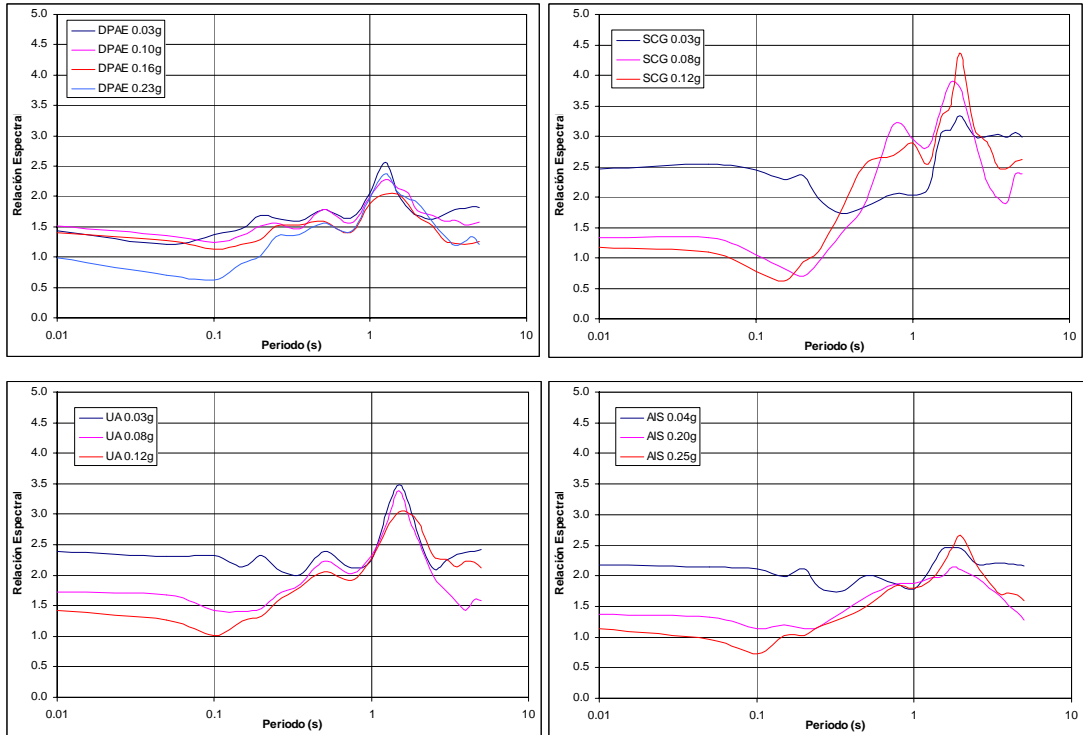 5.0
4.5
4.0
3.5
3.0
2.5
2.0
1.5
1.0
0.5
0.0
Relación Espectral
DPAE 0.03g
DPAE 0.10g
DPAE 0.16g
DPAE 0.23g
0.01
0.1
1
10
Periodo (s)
5.0
4.5
4.0
3.5
3.0
2.5
2.0
1.5
1.0
0.5
0.0
Relación Espectral
SCG 0.03g
SCG 0.08g
SCG 0.12g
0.01
0.1
1
10
Periodo (s)
5.0
4.5
4.0
3.5
3.0
2.5
2.0
1.5
1.0
0.5
0.0
Relación Espectral
UA 0.03g
UA 0.08g
UA 0.12g
0.01
0.1
1
10
Periodo (s)
5.0
4.5
4.0
3.5
3.0
2.5
2.0
1.5
1.0
0.5
0.0
Relación Espectral
AIS 0.04g
AIS 0.20g
AIS 0.25g
0.01
0.1
1
10
Periodo (s)